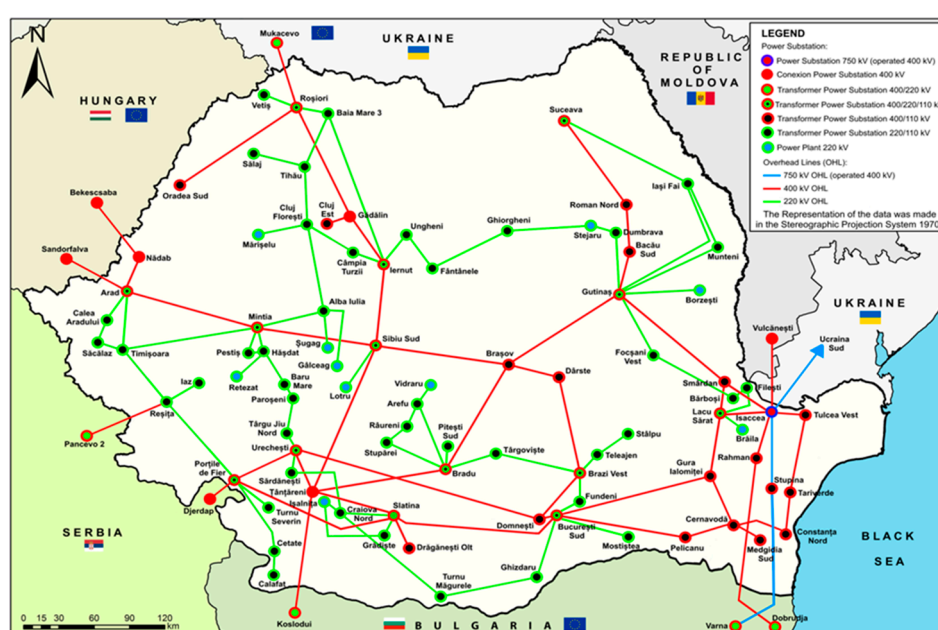 N
Mukacevo
UKRAINE
REPUBLIC
OF
MOLDOVA
HUNGARY
LEGEND
Power Substation:
Power Substation 750 kV (operated 400 kV)
Conexion Power Substation 400 kV
Transformer Power Substation 400/220 kV
Transformer Power Substation 400/220/110 k
Transformer Power Substation 400/110 kV
Transformer Power Substation 220/110 kV
Power Plant 220 kV
Overhead Lines (OHL):
750 kV OHL (operated 400 kV)
400 kV OHL
220 kV OHL
The Representation of the data was made
in the Stereographic Projection System 1970
Vetiș
Roșiori
Baia Mare 3
Suceava
Sălaj
Tihău
Oradea Sud
Iași Fai
Bekescsaba
Cluj
Florești
Cluj
Est
Gădălin
Roman Nord
Ungheni
Ghiorgheni
Stejaru
Dumbrava
Mărișelu
Sandorfalva
Nădab
Câmpia
Turzii
Iernut
Fântânele
Bacău
Sud
Munteni
Arad
Gutinaș
Borzești
UKRAINE
Calea
Aradului
Mintia
Alba Iulia
Vulcănești
Ucraina
Sud
Săcălaz
Timișoara
Pestiș
Hășdat
Șugag
Sibiu Sud
Brașov
Focșani
Vest
Gâlceag
Retezat
Baru
Mare
Lotru
Vidraru
Dârste
Smârdan
Filești
Iaz
Paroșeni
Arefu
Bărboși
Reșița
Lacu
Sărat
Isaccea
Tulcea Vest
Pancevo 2
Târgu Jiu
Nord
Răureni
Pitești
Sud
Stâlpu
Brăila
Urechești
Stupărei
Târgoviște
Teleajen
Rahman
Porțile
de Fier
Bradu
Brazi Vest
Gura
Ialomiței
Stupina
Sărdănești
Țânțăreni
Tariverde
Djerdap
Ișalnița
Craiova
Nord
Slatina
Fundeni
Turnu
Severin
Domnești
București
Sud
Cernavodă
SERBIA
Grădiște
Drăgănești Olt
Mostiștea
Pelicanu
Medgidia
Sud
Constanța
Nord
BLACK
SEA
Cetate
Calafat
Turnu
Măgurele
Ghizdaru
Koslodui
BULGARIA
Varna
Dobrudja
0 15 30 60 90 120
km